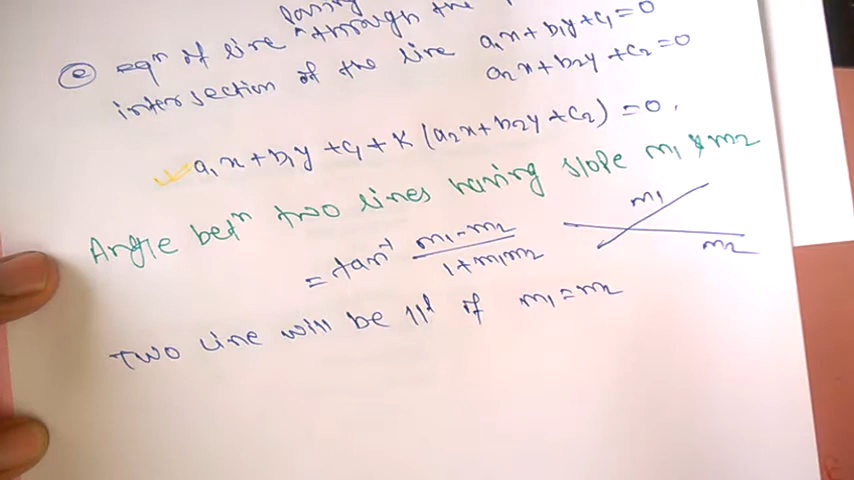 passing
(e) eqn of line ^ through the
intersection of the line a1x+b1y+c1=0
a2x+b2y+c2=0
a1x+b1y+c1+K(a2x+b2y+c2)=0.
Angle betn two lines having slope m1 & m2
= tan⁻¹ (m1-m2)/(1+m1m2)
m1
m2
Two line will be 11l if m1=m2